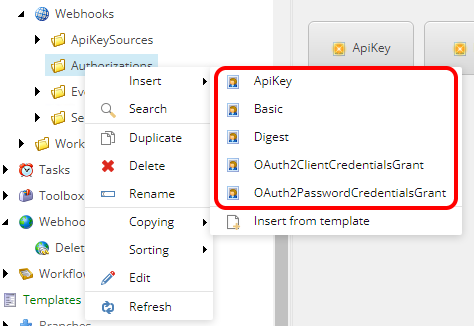 Webhooks
ApiKeySources
Authorizations
Insert
Search
Duplicate
Delete
Rename
Copying
Sorting
Edit
Refresh
ApiKey
Basic
Digest
OAuth2ClientCredentialsGrant
OAuth2PasswordCredentialsGrant
Insert from template
Eve
Se
Work
Tasks
Toolbox
Webhoo
Delet
Workflow
Templates
Branches
ApiKey